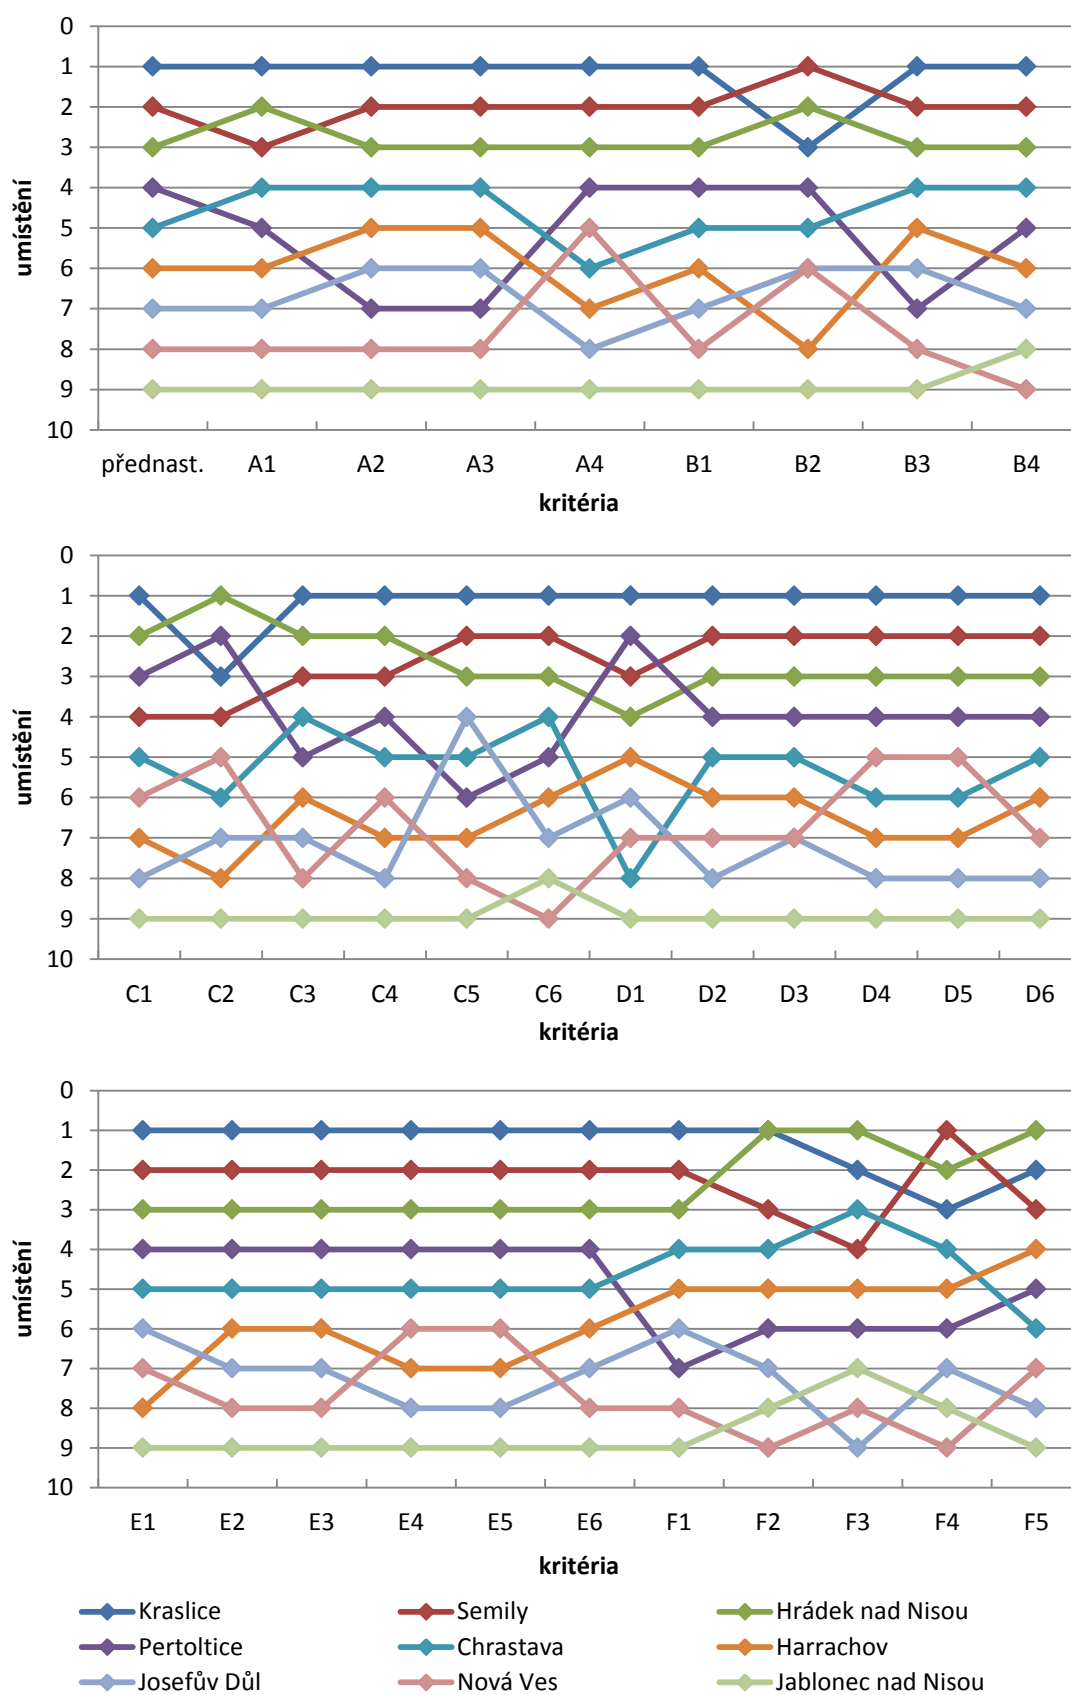 0
1
2
3
4
5
6
7
8
9
10
umístění
přednast. A1 A2 A3 A4 B1 B2 B3 B4
kritéria
0
1
2
3
4
5
6
7
8
9
10
umístění
C1 C2 C3 C4 C5 C6 D1 D2 D3 D4 D5 D6
kritéria
0
1
2
3
4
5
6
7
8
9
10
umístění
E1 E2 E3 E4 E5 E6 F1 F2 F3 F4 F5
kritéria
Kraslice Semily Hrádek nad Nisou
Pertoltice Chrastava Harrachov
Josefův Důl Nová Ves Jablonec nad Nisou